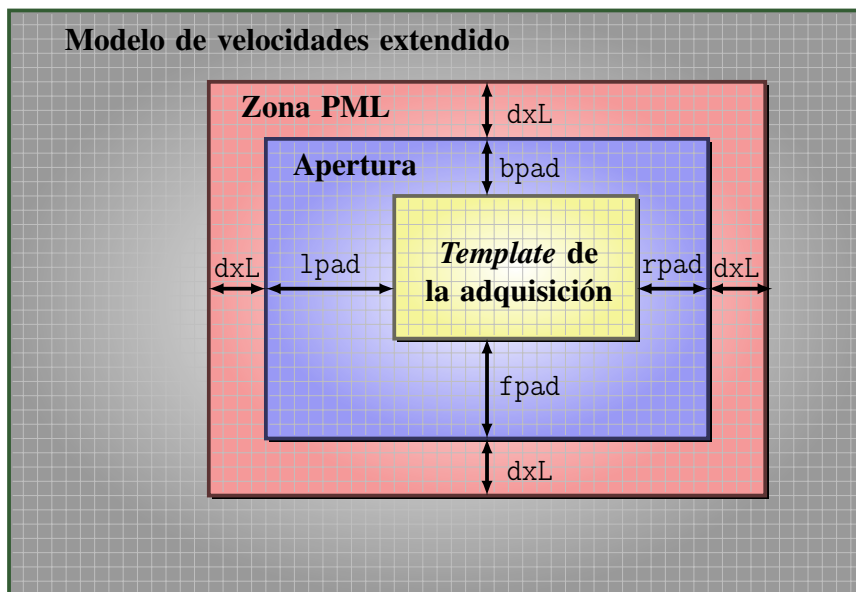 Modelo de velocidades extendido
Zona PML
dxL
Apertura
bpad
Template de
la adquisición
dxL
lpad
rpad
dxL
fpad
dxL